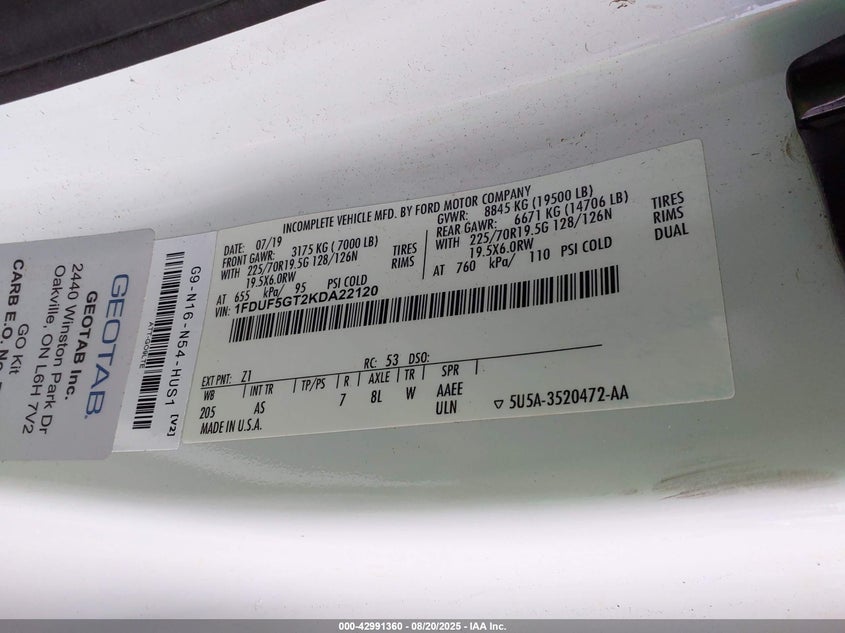 INCOMPLETE VEHICLE MFD. BY FORD MOTOR COMPANY
DATE: 07/19 GVWR: 8845 KG (19500 LB)
FRONT GAWR: 3175 KG ( 7000 LB) REAR GAWR: 6671 KG (14706 LB)
WITH 225/70R19.5G 128/126N TIRES WITH 225/70R19.5G 128/126N TIRES
19.5X6.0RW RIMS 19.5X6.0RW RIMS
AT 655 kPa/ 95 PSI COLD AT 760 kPa/ 110 PSI COLD DUAL
VIN: 1FDUF5GT2KDA22120
EXT PNT: Z1 RC: 53 DSO:
WB INT TR TP/PS R AXLE TR SPR
205 AS 7 8L W AAEE
ULN
MADE IN U.S.A. ▽ 5U5A-3520472-AA
G9-N16-N54-HUS1 [V2]
ATT-GO9LTE
GEOTAB.
GEOTAB Inc.
2440 Winston Park Dr
Oakville, ON L6H 7V2
GO Kit
CARB E.O. No.
000-42991360 - 08/20/2025 - IAA Inc.